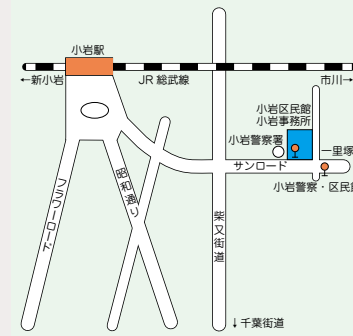 小岩駅
←新小岩
JR 総武線
市川→
小岩区民館
小岩事務所
小岩警察署
一里塚
サンロード
小岩警察・区民館
フラワーロード
昭和通り
柴又街道
↓千葉街道